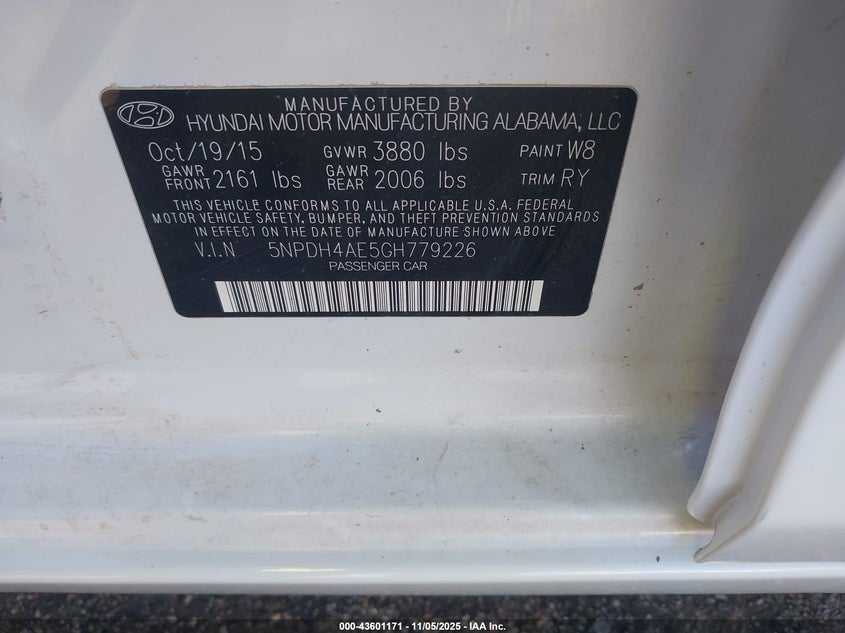 MANUFACTURED BY
HYUNDAI MOTOR MANUFACTURING ALABAMA, LLC
Oct/19/15 GVWR 3880 lbs PAINT W8
GAWR FRONT 2161 lbs GAWR REAR 2006 lbs TRIM RY
THIS VEHICLE CONFORMS TO ALL APPLICABLE U.S.A. FEDERAL
MOTOR VEHICLE SAFETY, BUMPER, AND THEFT PREVENTION STANDARDS
IN EFFECT ON THE DATE OF MANUFACTURE SHOWN ABOVE.
V.I.N 5NPDH4AE5GH779226
PASSENGER CAR
000-43601171 - 11/05/2025 - IAA Inc.